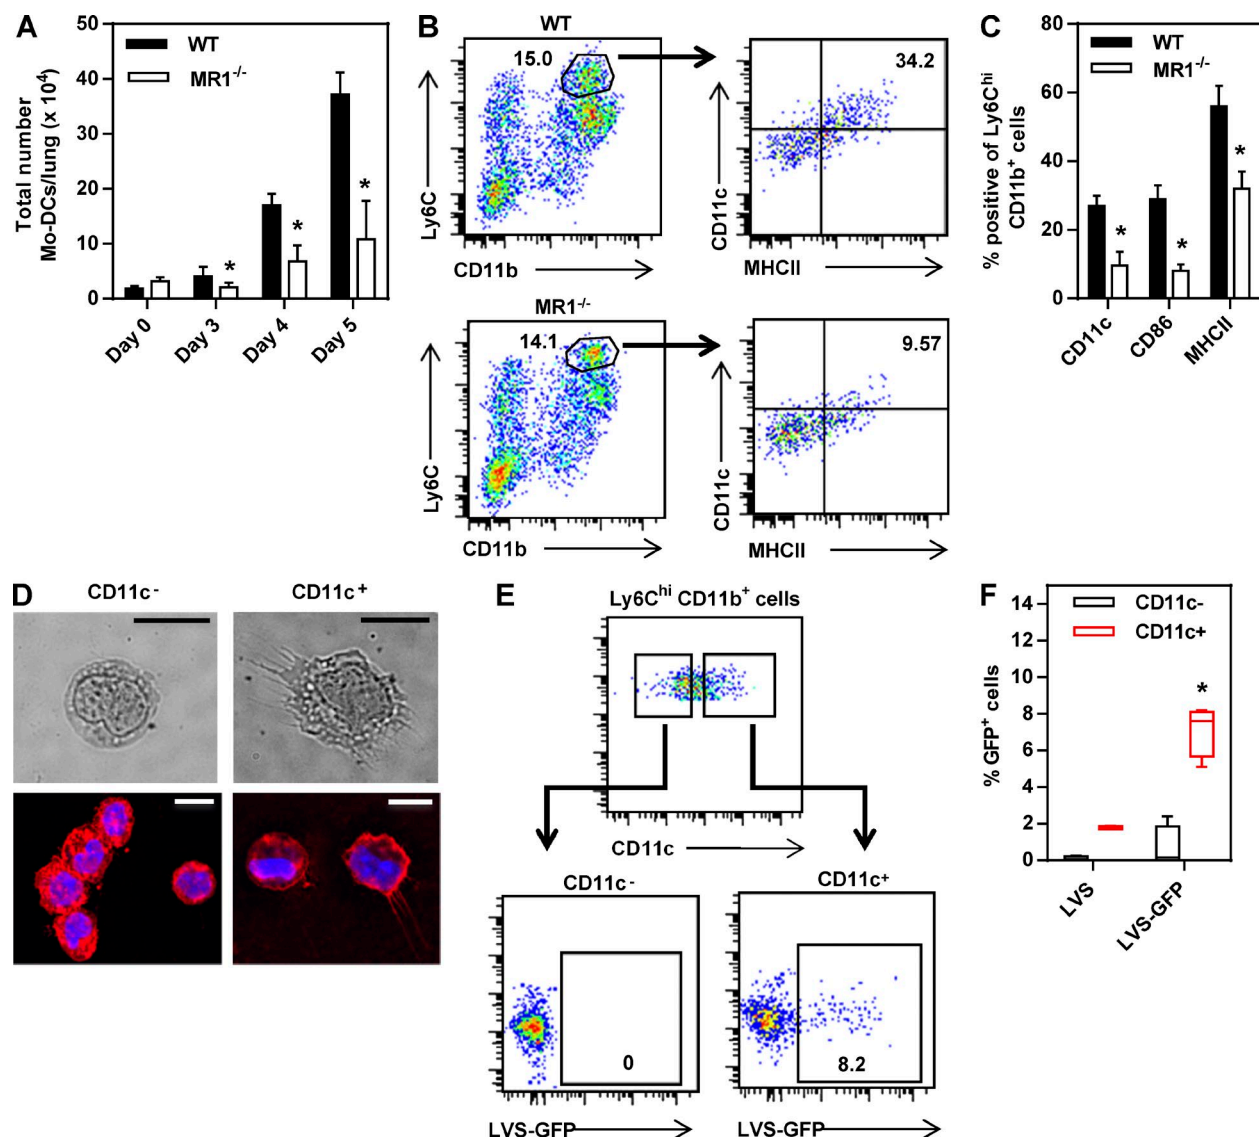 A
50
40
30
20
10
0
Total number
Mo-DCs/lung (x 10⁴)
WT
MR1⁻/⁻
Day 0
Day 3
*
Day 4
*
Day 5
*
B
WT
15.0
Ly6C
CD11b
34.2
CD11c
MHCII
MR1⁻/⁻
14.1
Ly6C
CD11b
9.57
CD11c
MHCII
C
80
60
40
20
0
% positive of Ly6Cʰⁱ
CD11b⁺ cells
WT
MR1⁻/⁻
*
*
*
CD11c
CD86
MHCII
D
CD11c⁻
CD11c⁺
E
Ly6Cʰⁱ CD11b⁺ cells
CD11c
CD11c⁻
0
LVS-GFP
CD11c⁺
8.2
LVS-GFP
F
14
12
10
8
6
4
2
0
% GFP⁺ cells
CD11c-
CD11c+
*
LVS
LVS-GFP